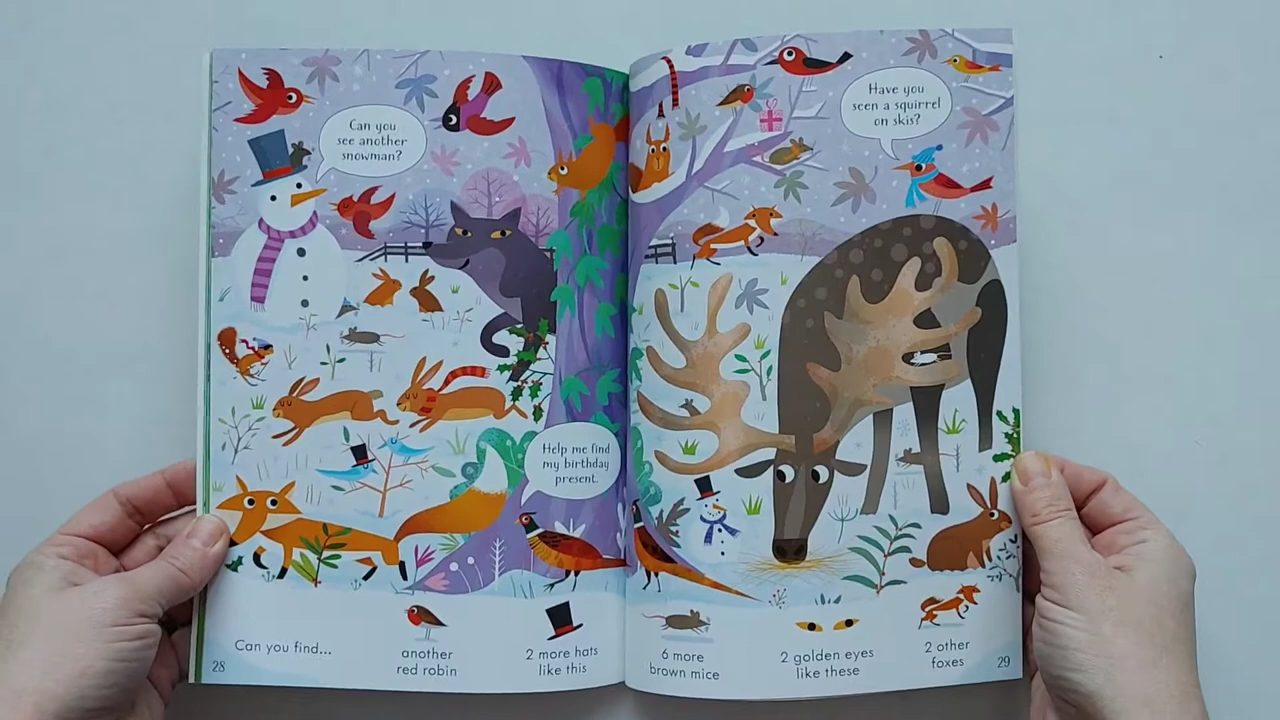 Can you
see another
snowman?
Help me find
my birthday
present.
Can you find...
another
red robin
2 more hats
like this
28
Have you
seen a squirrel
on skis?
6 more
brown mice
2 golden eyes
like these
2 other
foxes
29